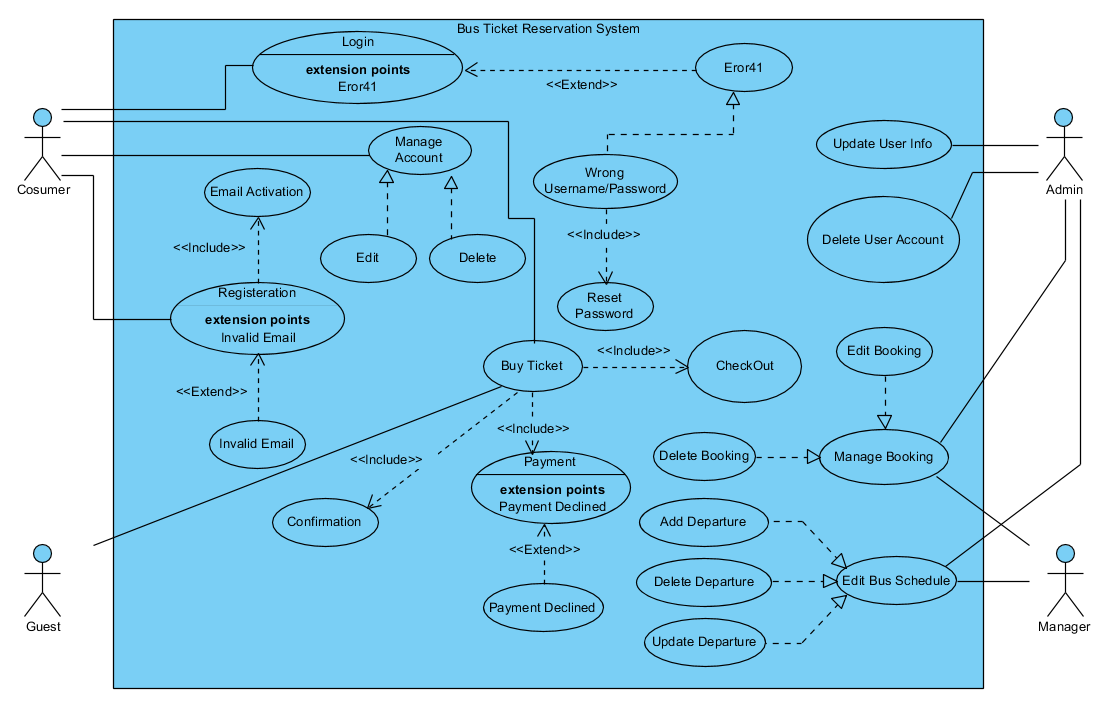 Bus Ticket Reservation System
Login
extension points
Eror41
<<Extend>>
Eror41
Cosumer
Manage
Account
Wrong
Username/Password
Update User Info
Admin
Email Activation
<<Include>>
Edit
Delete
<<Include>>
Delete User Account
Registeration
extension points
Invalid Email
Reset
Password
<<Extend>>
Invalid Email
Buy Ticket
<<Include>>
CheckOut
Edit Booking
<<Include>>
<<Include>>
Delete Booking
Manage Booking
Payment
extension points
Payment Declined
Confirmation
<<Extend>>
Payment Declined
Add Departure
Delete Departure
Edit Bus Schedule
Update Departure
Guest
Manager